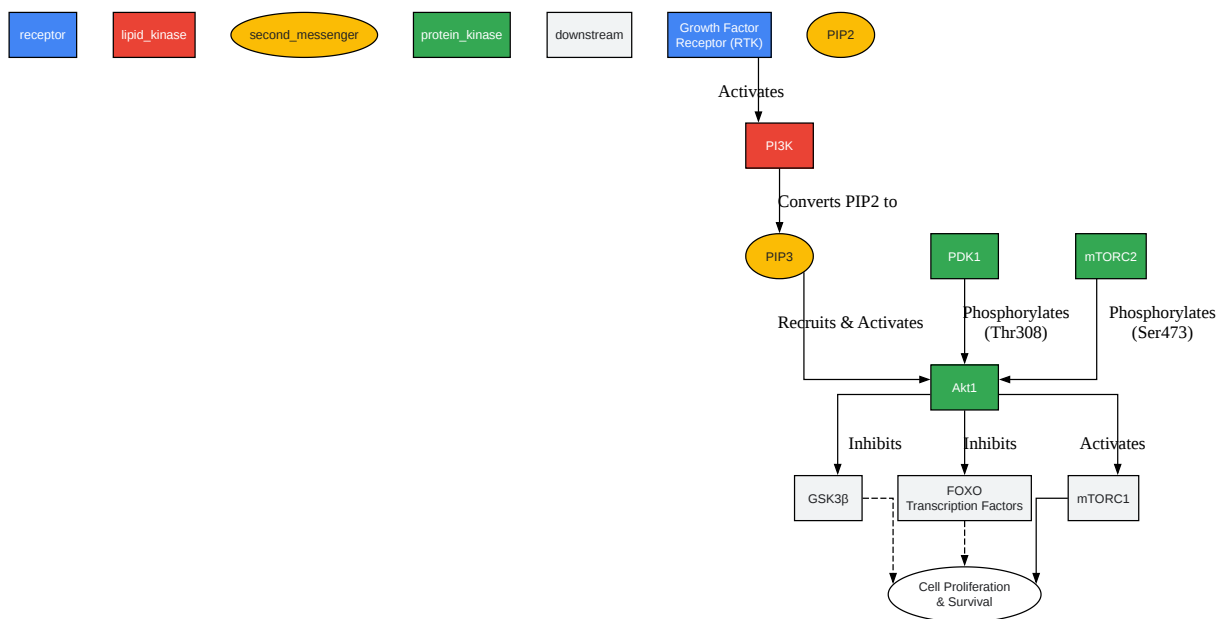 receptor
lipid_kinase
second_messenger
protein_kinase
downstream
Growth Factor
Receptor (RTK)
PIP2
Activates
PI3K
Converts PIP2 to
PIP3
PDK1
mTORC2
Recruits & Activates
Phosphorylates
(Thr308)
Phosphorylates
(Ser473)
Akt1
Inhibits
Inhibits
Activates
GSK3β
FOXO
Transcription Factors
mTORC1
Cell Proliferation
& Survival